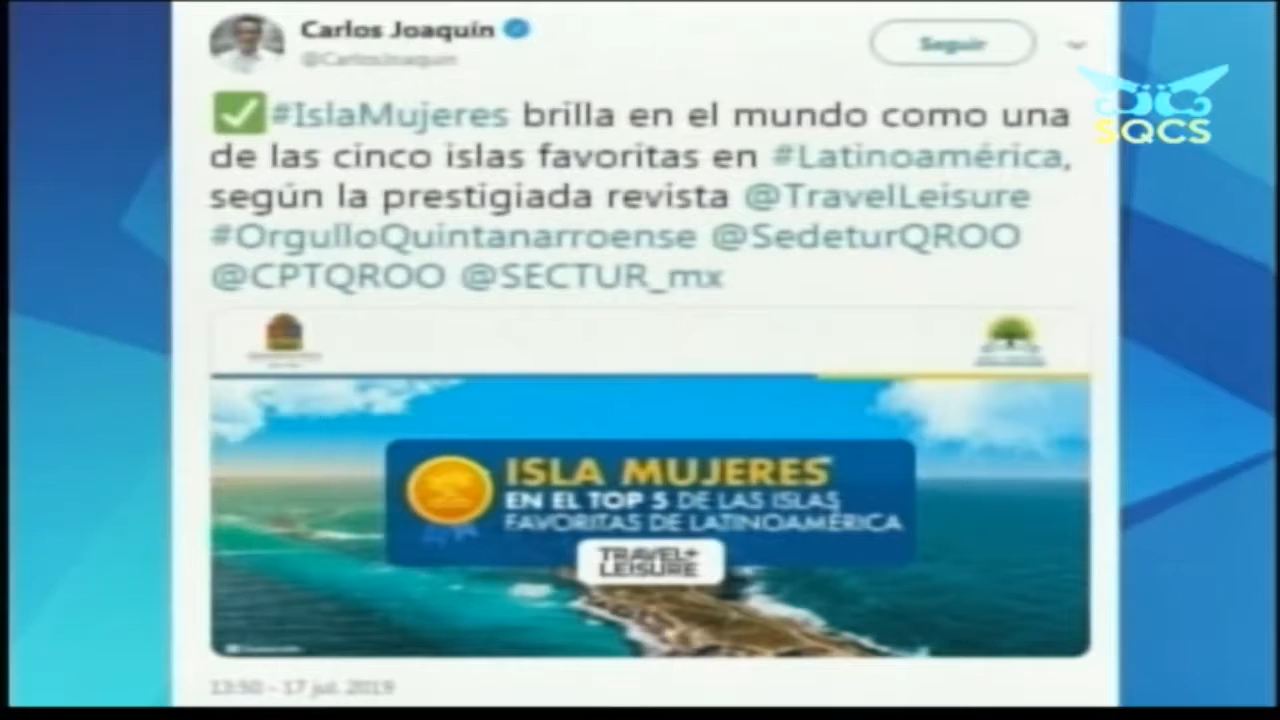 Carlos Joaquín
@CarlosJoaquin
Seguir
SQCS
#IslaMujeres brilla en el mundo como una
de las cinco islas favoritas en #Latinoamérica,
según la prestigiada revista @TravelLeisure
#OrgulloQuintanarroense @SedeturQROO
@CPTQROO @SECTUR_mx
ISLA MUJERES
EN EL TOP 5 DE LAS ISLAS
FAVORITAS DE LATINOAMÉRICA
TRAVEL+
LEISURE
13:50 - 17 jul. 2019